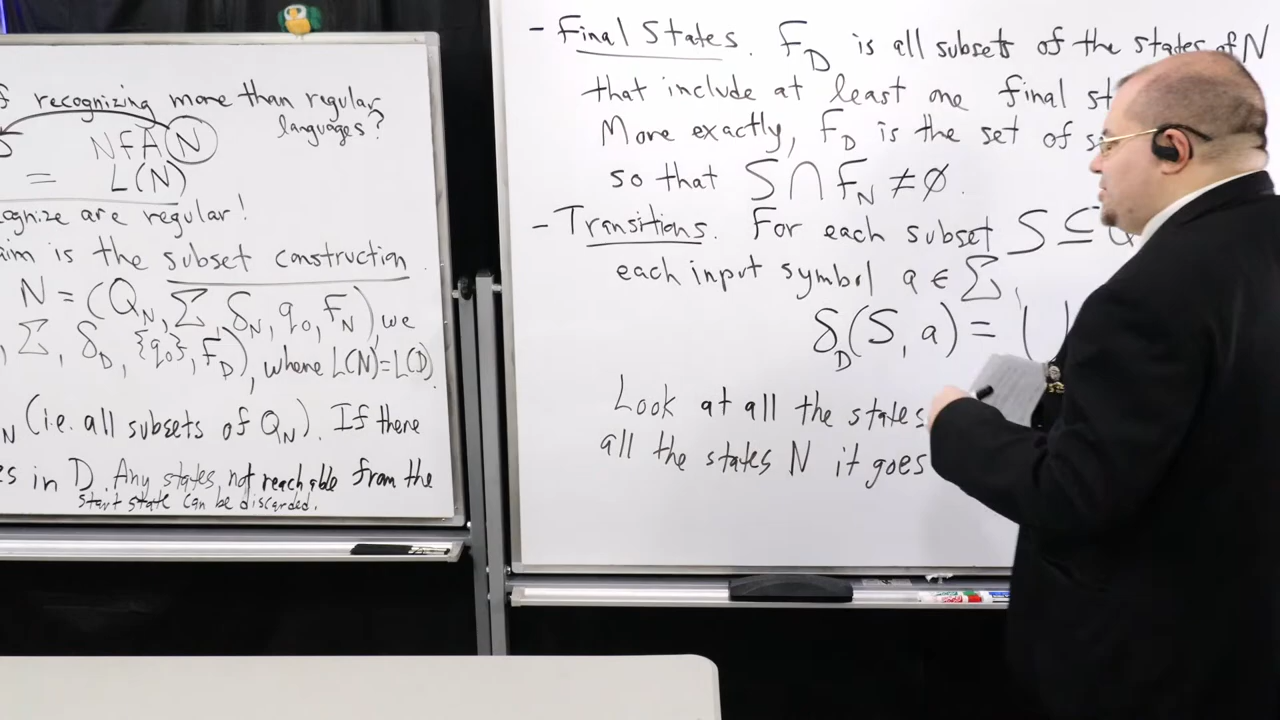 recognizing more than regular
languages?
NFA N
= L(N)
ognize are regular!
aim is the subset construction.
N = (Q_N, Σ, δ_N, q₀, F_N) we
, Σ, δ_D, {q₀}, F_D), where L(N)=L(D).
N (i.e. all subsets of Q_N). If there
es in D. Any states not reachable from the
start state can be discarded.
- Final States. F_D is all subsets of the states of N
that include at least one final st
More exactly, F_D is the set of s
so that S ∩ F_N ≠ ∅.
- Transitions. For each subset S ⊆ Q
each input symbol a ∈ Σ,
δ_D(S, a) = ⋃
Look at all the states
all the states N it goes